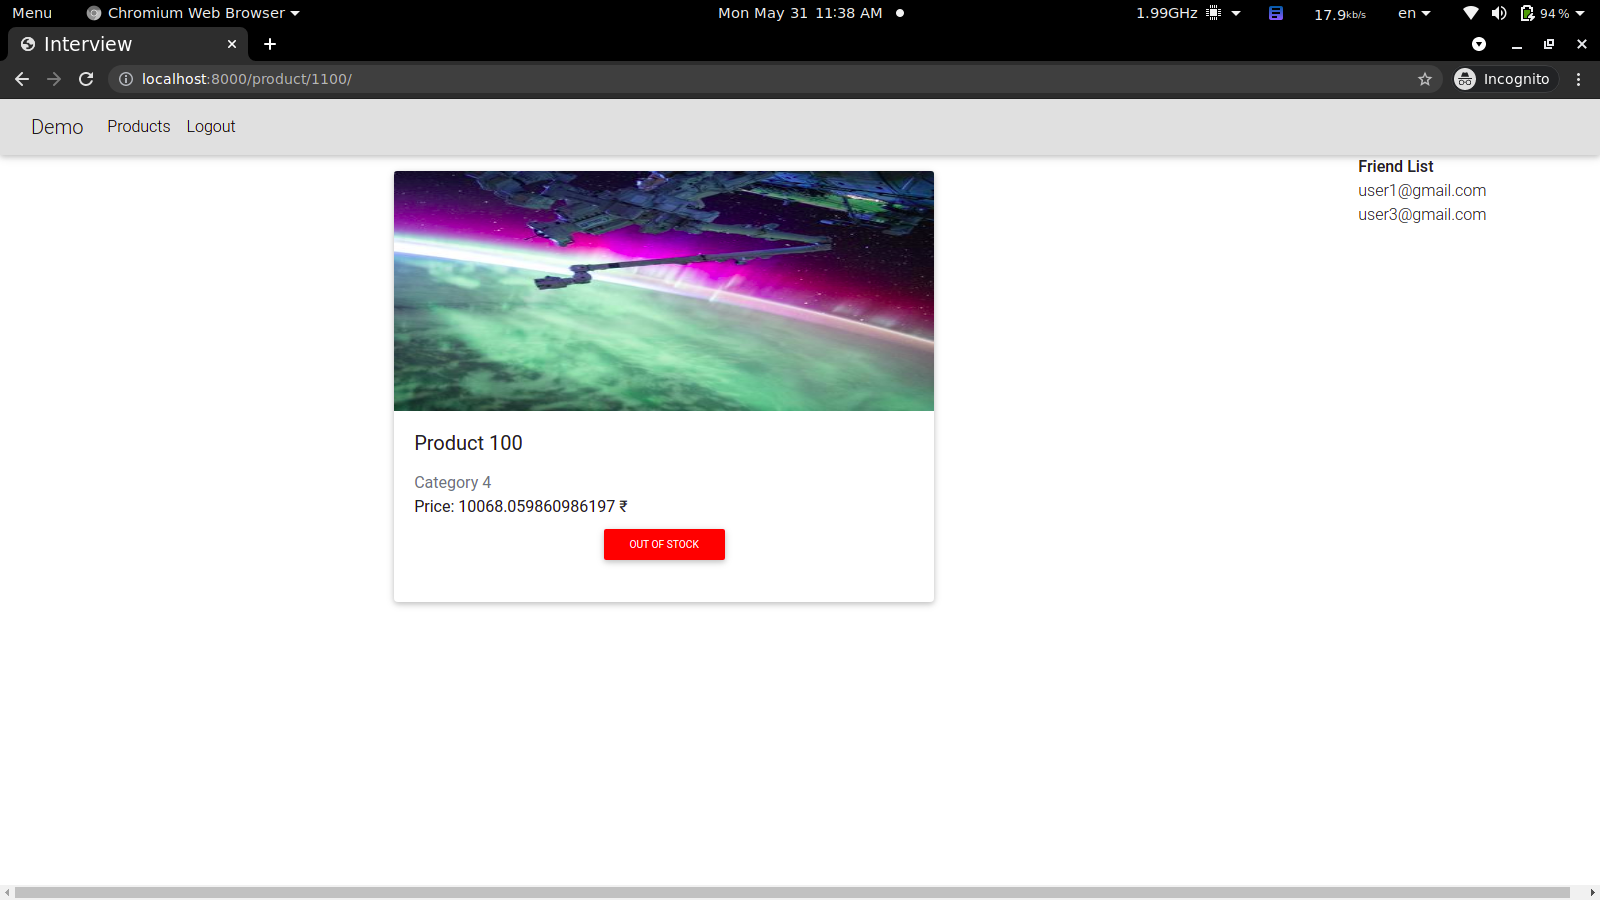 Menu Chromium Web Browser Mon May 31 11:38 AM 1.99GHz 17.9kb/s en 94%
Interview
localhost:8000/product/1100/ Incognito
Demo Products Logout
Friend List
user1@gmail.com
user3@gmail.com
Product 100
Category 4
Price: 10068.059860986197 ₹
OUT OF STOCK